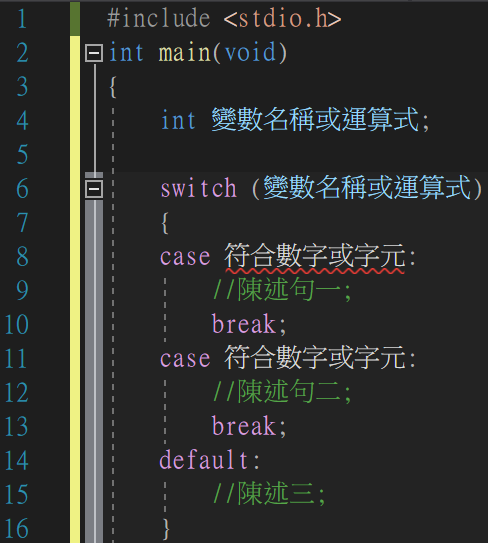 1 #include <stdio.h>
2 int main(void)
3 {
4 int 變數名稱或運算式;
5
6 switch (變數名稱或運算式)
7 {
8 case 符合數字或字元:
9 //陳述句一;
10 break;
11 case 符合數字或字元:
12 //陳述句二;
13 break;
14 default:
15 //陳述三;
16 }